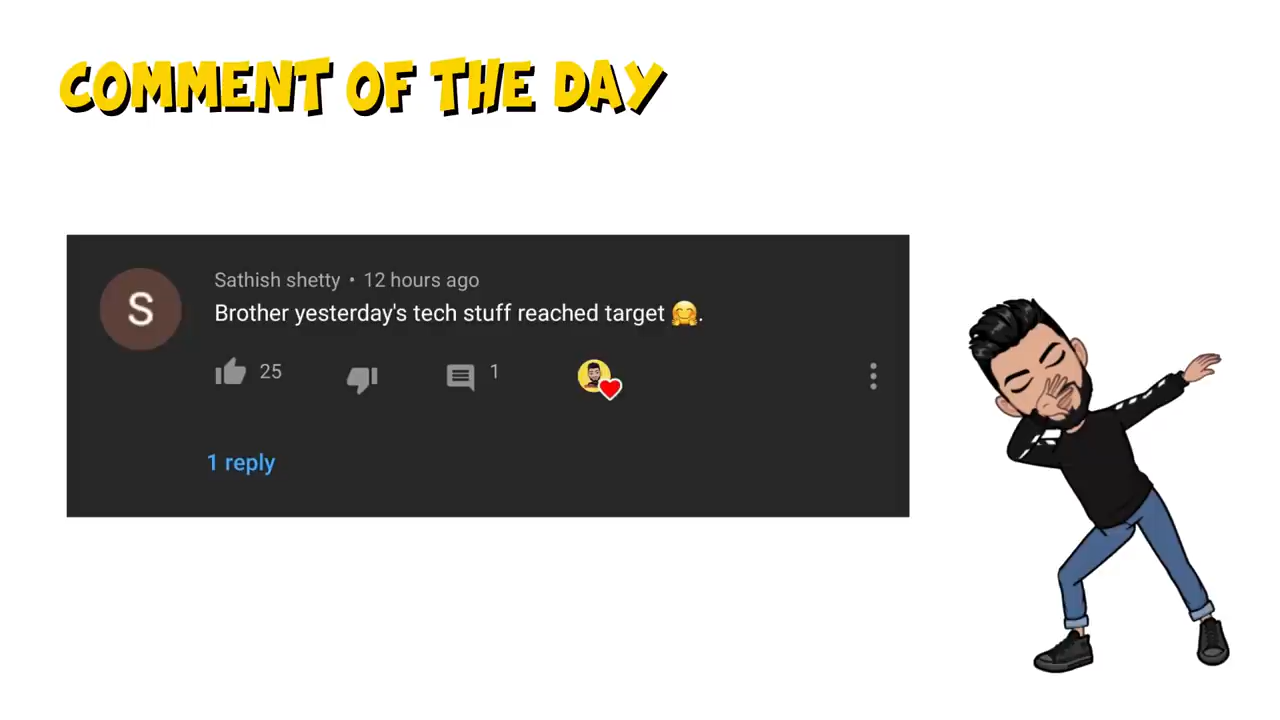 COMMENT OF THE DAY
S
Sathish shetty • 12 hours ago
Brother yesterday's tech stuff reached target 🤗.
25
1
1 reply